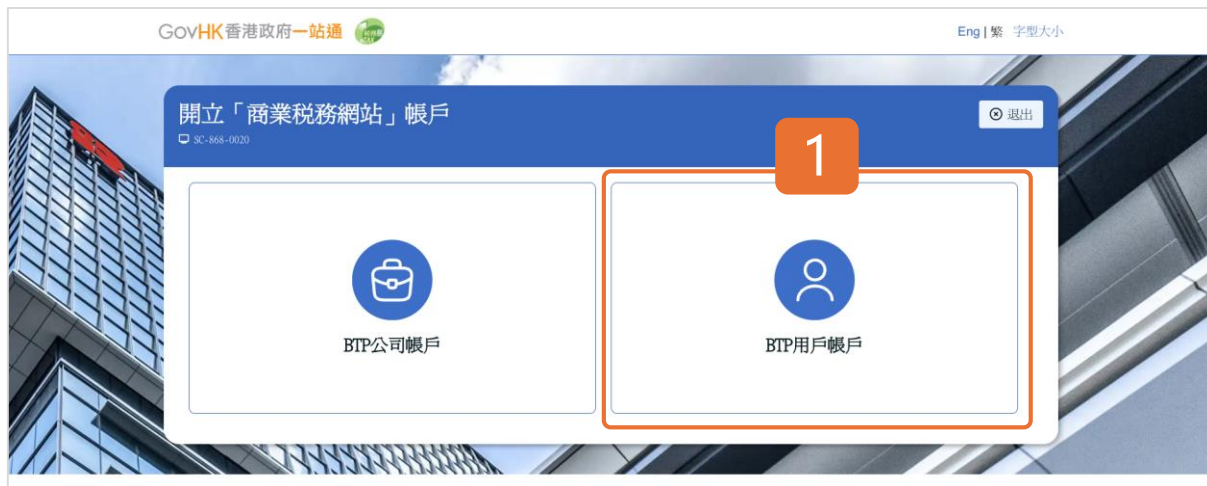 GovHK香港政府一站通
Eng | 繁 字型大小
開立「商業税務網站」帳戶
SC-868-0020
退出
1
BTP公司帳戶
BTP用戶帳戶